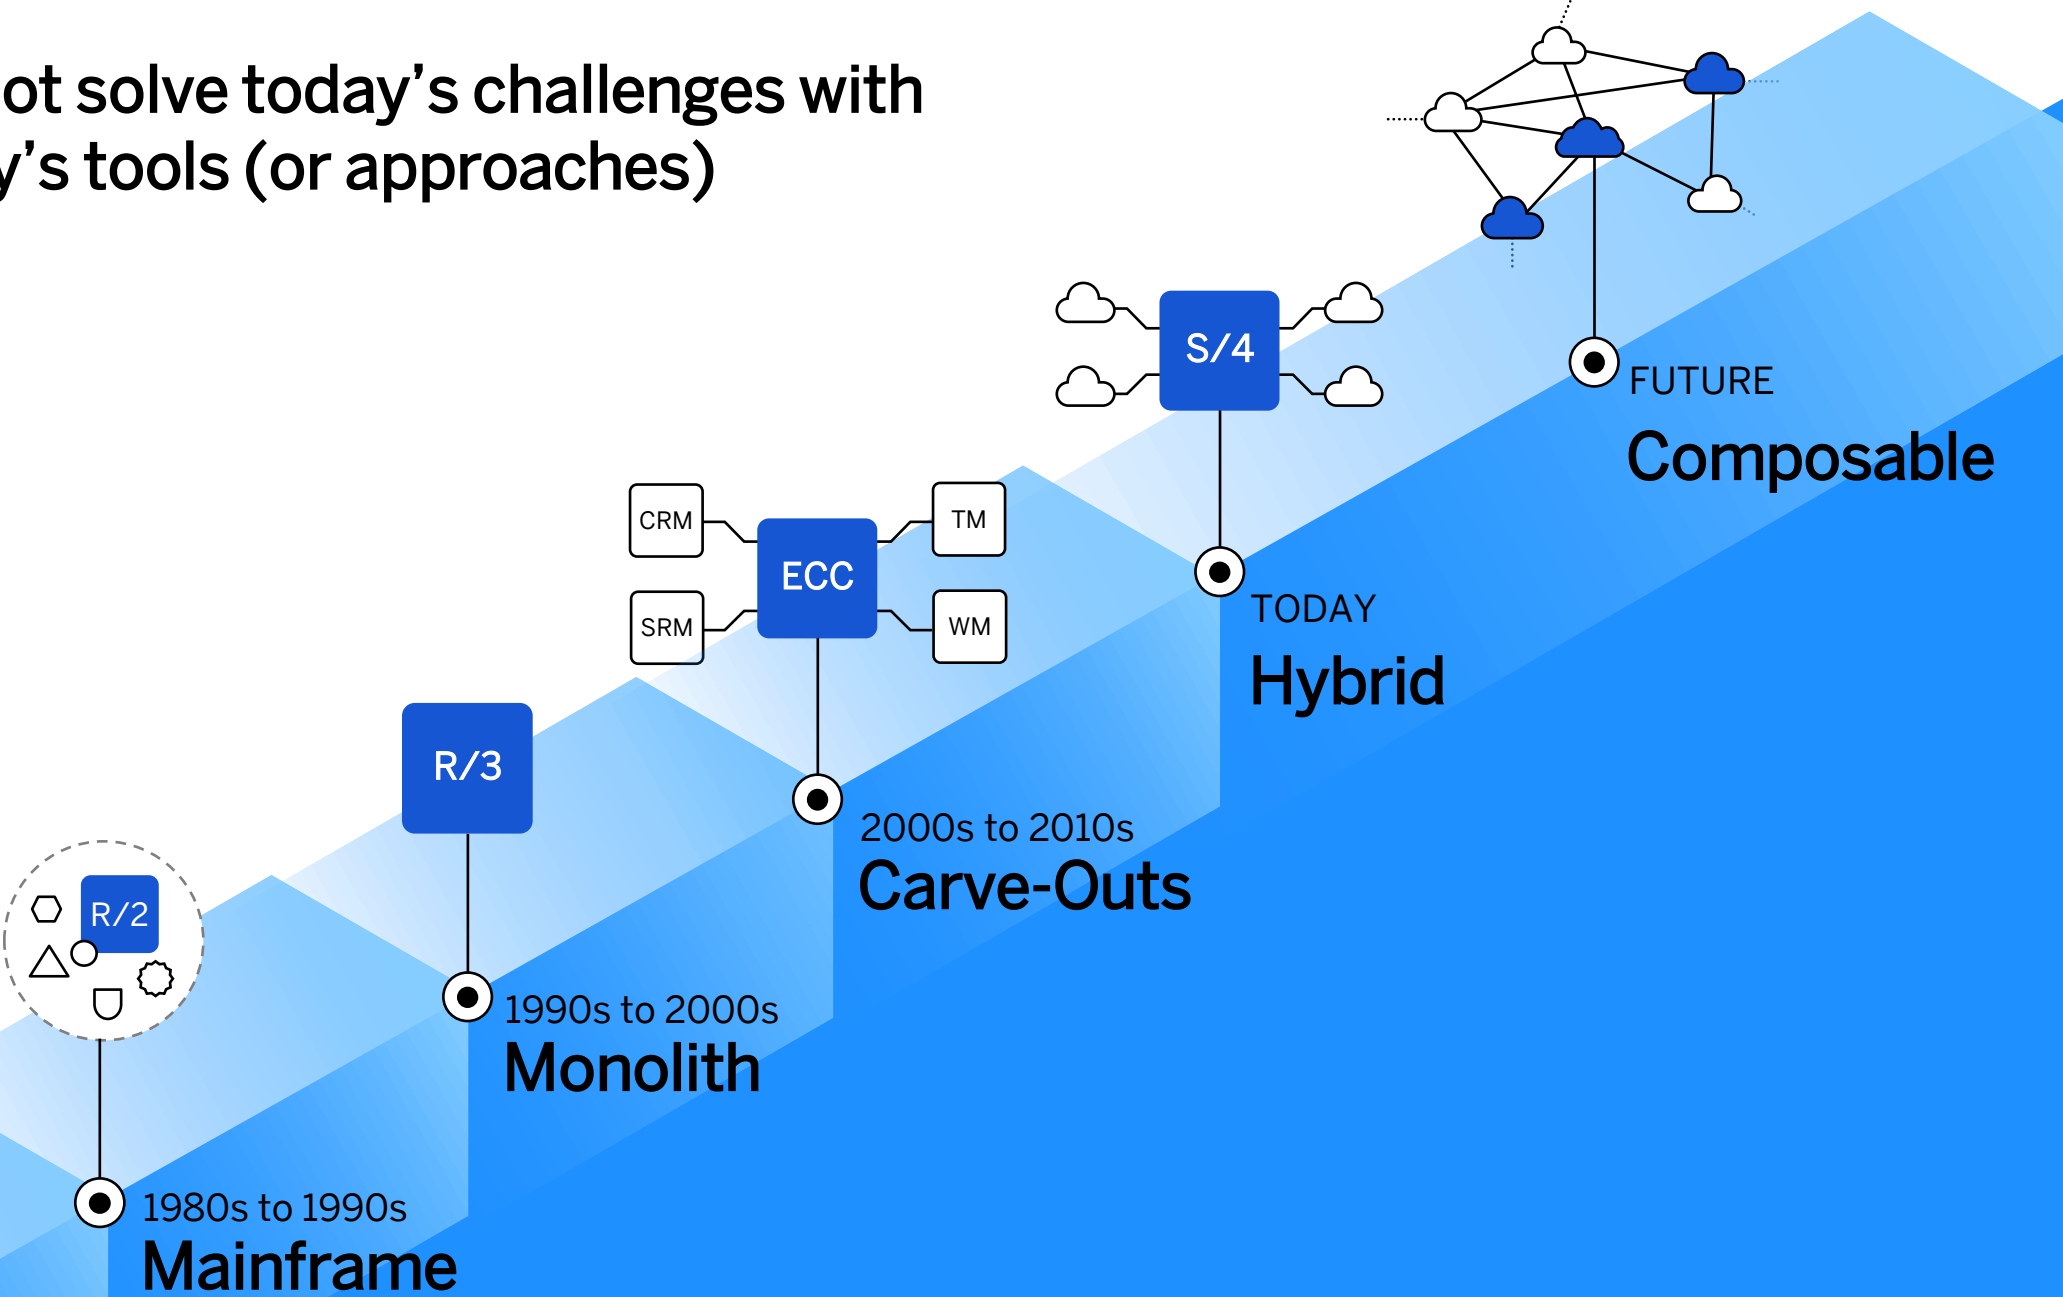 ot solve today's challenges with
y's tools (or approaches)
FUTURE
Composable
S/4
TODAY
Hybrid
CRM
TM
ECC
SRM
WM
2000s to 2010s
Carve-Outs
R/3
1990s to 2000s
Monolith
R/2
1980s to 1990s
Mainframe